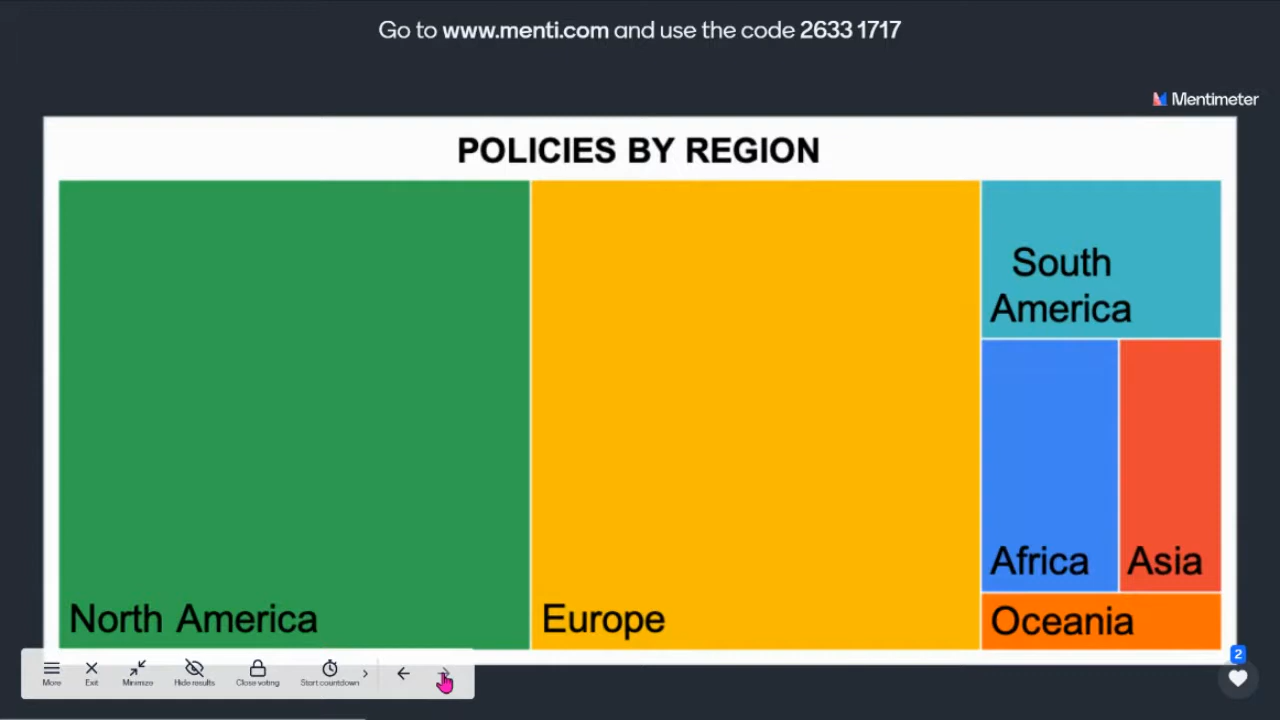 Go to www.menti.com and use the code 2633 1717
Mentimeter
POLICIES BY REGION
South
America
Africa
Asia
North America
Europe
Oceania
More
Exit
Minimize
Hide results
Close voting
Start countdown
2